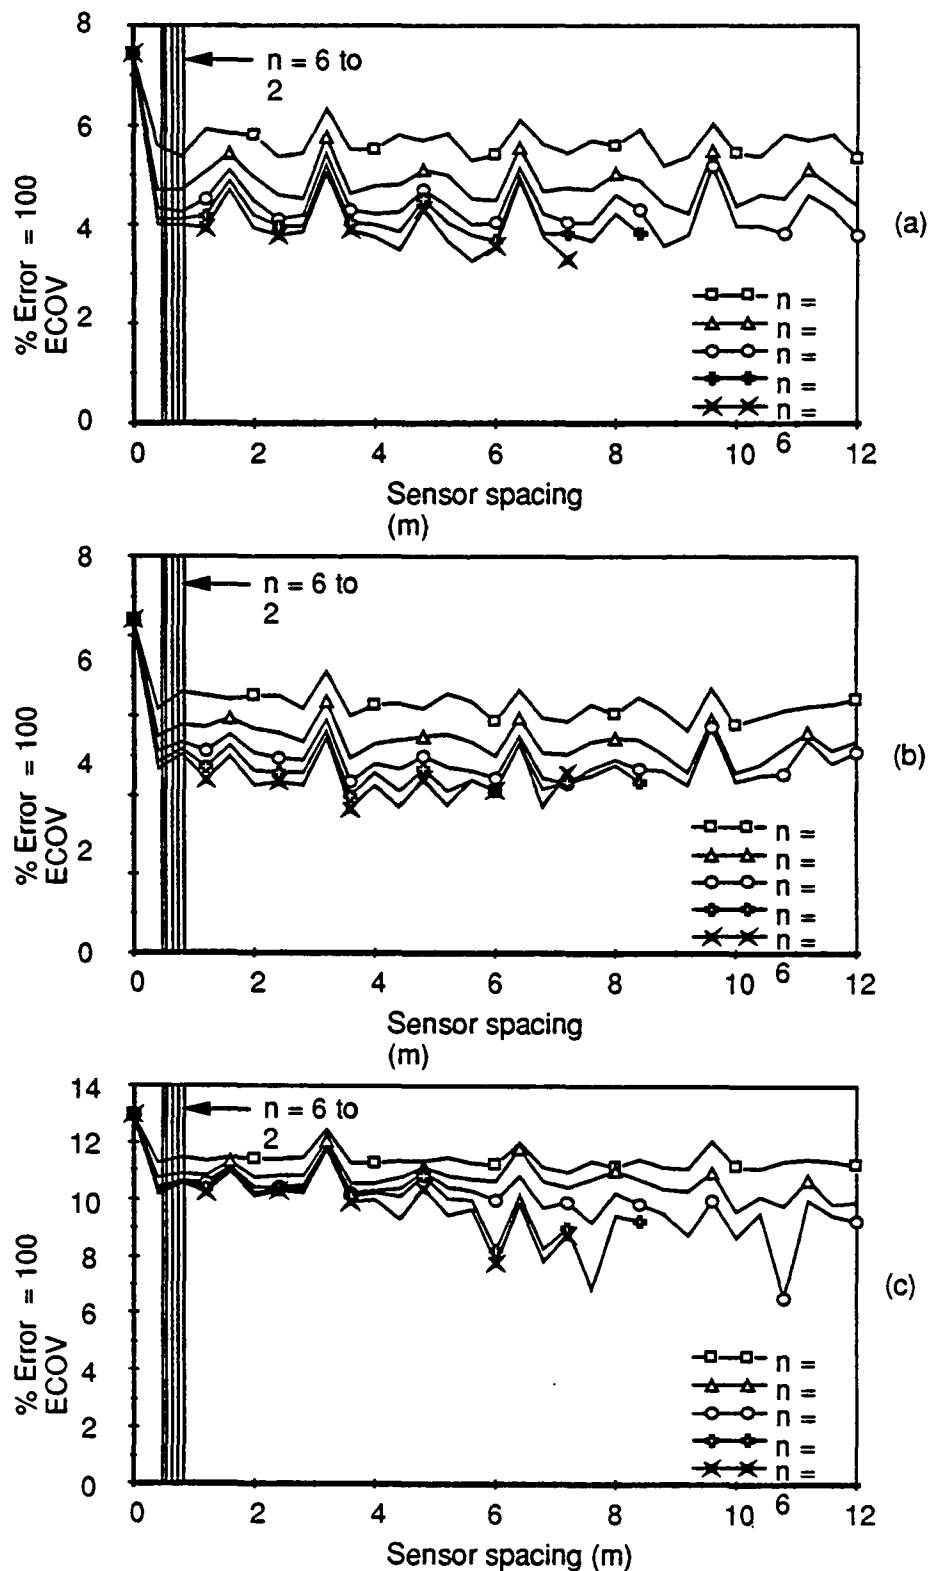 8
6
4
2
0
% Error = 100
ECOV
n = 6 to
2
(a)
n =
n =
n =
n =
n =
6
0
2
4
6
8
10
12
Sensor spacing
(m)
8
6
4
2
0
% Error = 100
ECOV
n = 6 to
2
(b)
n =
n =
n =
n =
n =
6
0
2
4
6
8
10
12
Sensor spacing
(m)
14
12
10
8
6
4
2
0
% Error = 100
ECOV
n = 6 to
2
(c)
n =
n =
n =
n =
n =
6
0
2
4
6
8
10
12
Sensor spacing (m)